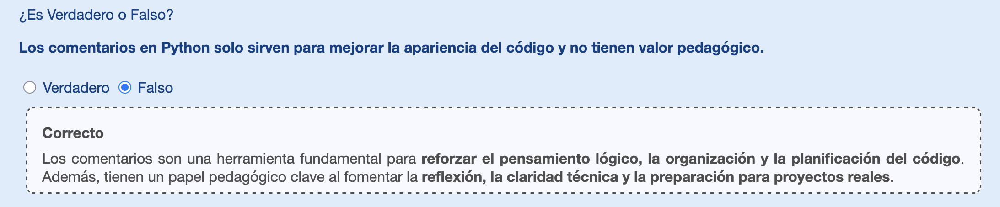 ¿Es Verdadero o Falso?
Los comentarios en Python solo sirven para mejorar la apariencia del código y no tienen valor pedagógico.
Verdadero Falso
Correcto
Los comentarios son una herramienta fundamental para reforzar el pensamiento lógico, la organización y la planificación del código.
Además, tienen un papel pedagógico clave al fomentar la reflexión, la claridad técnica y la preparación para proyectos reales.